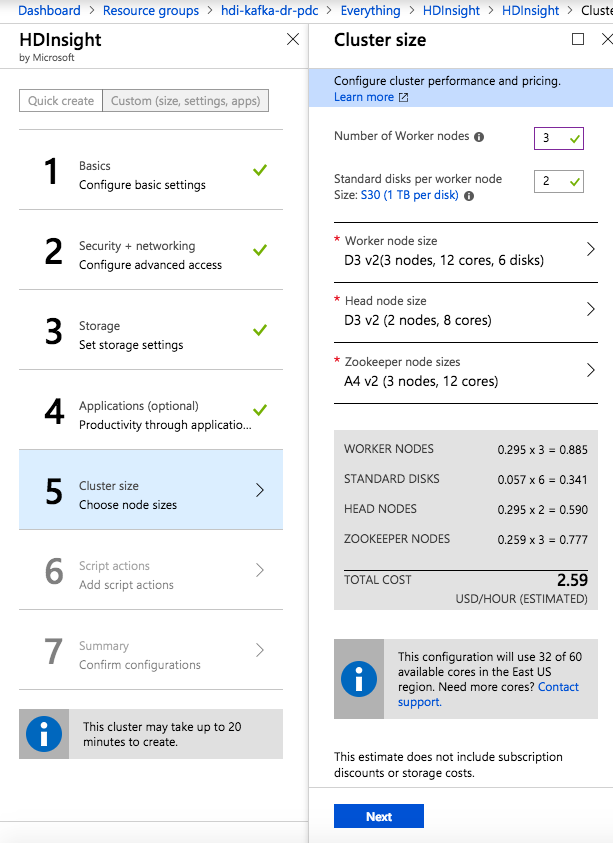 Dashboard > Resource groups > hdi-kafka-dr-pdc > Everything > HDInsight > HDInsight > Cluste
HDInsight
by Microsoft
Quick create
Custom (size, settings, apps)
1
Basics
Configure basic settings
2
Security + networking
Configure advanced access
3
Storage
Set storage settings
4
Applications (optional)
Productivity through applicatio...
5
Cluster size
Choose node sizes
6
Script actions
Add script actions
7
Summary
Confirm configurations
This cluster may take up to 20
minutes to create.
Cluster size
Configure cluster performance and pricing.
Learn more
Number of Worker nodes
3
Standard disks per worker node
Size: S30 (1 TB per disk)
2
* Worker node size
D3 v2(3 nodes, 12 cores, 6 disks)
* Head node size
D3 v2 (2 nodes, 8 cores)
* Zookeeper node sizes
A4 v2 (3 nodes, 12 cores)
WORKER NODES 0.295 x 3 = 0.885
STANDARD DISKS 0.057 x 6 = 0.341
HEAD NODES 0.295 x 2 = 0.590
ZOOKEEPER NODES 0.259 x 3 = 0.777
TOTAL COST 2.59
USD/HOUR (ESTIMATED)
This configuration will use 32 of 60
available cores in the East US
region. Need more cores? Contact
support.
This estimate does not include subscription
discounts or storage costs.
Next